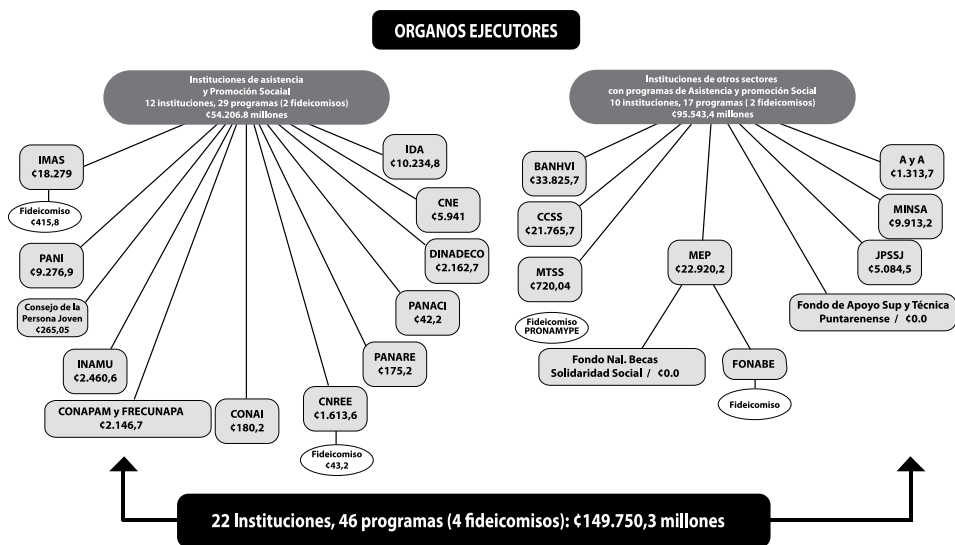 ORGANOS EJECUTORES
Instituciones de asistencia
y Promoción Socaial
12 instituciones, 29 programas (2 fideicomisos)
¢54.206.8 millones
Instituciones de otros sectores
con programas de Asistencia y promoción Social
10 instituciones, 17 programas ( 2 fideicomisos)
¢95.543,4 millones
IMAS
¢18.279
Fideicomiso
¢415,8
PANI
¢9.276,9
Consejo de la
Persona Joven
¢265,05
INAMU
¢2.460,6
CONAPAM y FRECUNAPA
¢2.146,7
CONAI
¢180,2
CNREE
¢1.613,6
Fideicomiso
¢43,2
PANARE
¢175,2
PANACI
¢42,2
DINADECO
¢2.162,7
CNE
¢5.941
IDA
¢10.234,8
BANHVI
¢33.825,7
CCSS
¢21.765,7
MTSS
¢720,04
Fideicomiso
PRONAMYPE
MEP
¢22.920,2
Fondo Nal. Becas
Solidaridad Social / ¢0.0
FONABE
Fideicomiso
Fondo de Apoyo Sup y Técnica
Puntarenense / ¢0.0
JPSSJ
¢5.084,5
MINSA
¢9.913,2
A y A
¢1.313,7
22 Instituciones, 46 programas (4 fideicomisos): ¢149.750,3 millones